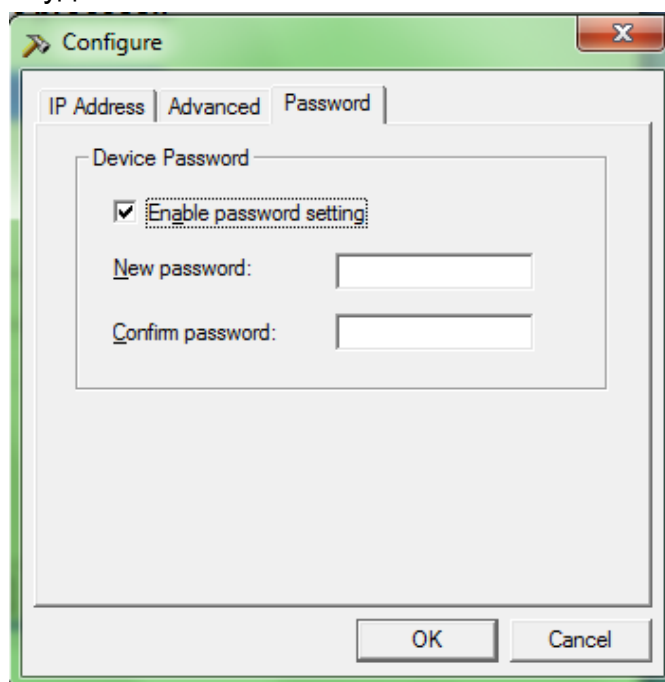 Configure
IP Address Advanced Password
Device Password
Enable password setting
New password:
Confirm password:
OK Cancel